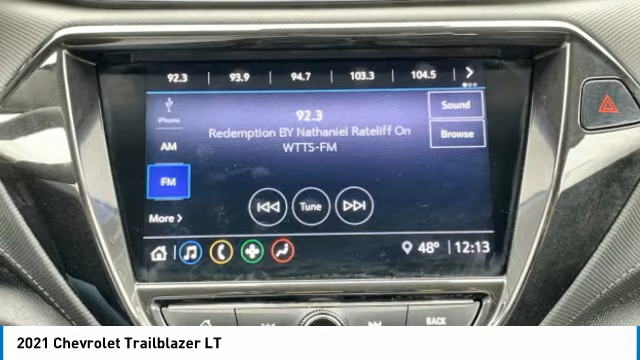 92.3 | 93.9 | 94.7 | 103.3 | 104.5 >
iPhone
92.3
Sound
Redemption BY Nathaniel Rateliff On
WTTS-FM
Browse
AM
FM
Tune
More >
48° | 12:13
BACK
2021 Chevrolet Trailblazer LT